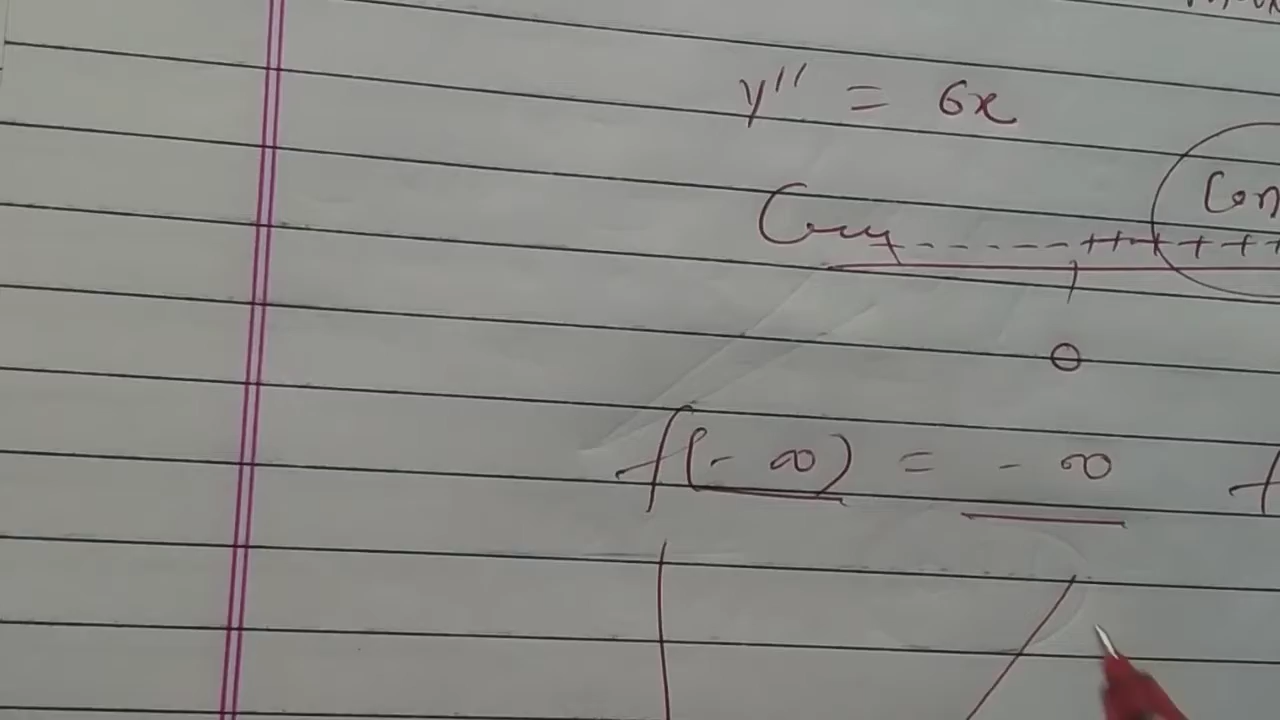 y'' = 6x
Con
- - - - - - + + + + + +
0
f(- ∞) = - ∞ f